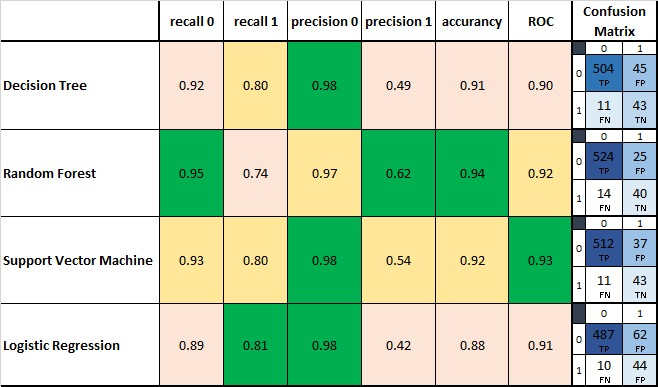 recall 0 recall 1 precision 0 precision 1 accurancy ROC Confusion Matrix
0 1
Decision Tree 0.92 0.80 0.98 0.49 0.91 0.90
0 504 TP 45 FP
1 11 FN 43 TN
0 1
Random Forest 0.95 0.74 0.97 0.62 0.94 0.92
0 524 TP 25 FP
1 14 FN 40 TN
0 1
Support Vector Machine 0.93 0.80 0.98 0.54 0.92 0.93
0 512 TP 37 FP
1 11 FN 43 TN
0 1
Logistic Regression 0.89 0.81 0.98 0.42 0.88 0.91
0 487 TP 62 FP
1 10 FN 44 FP